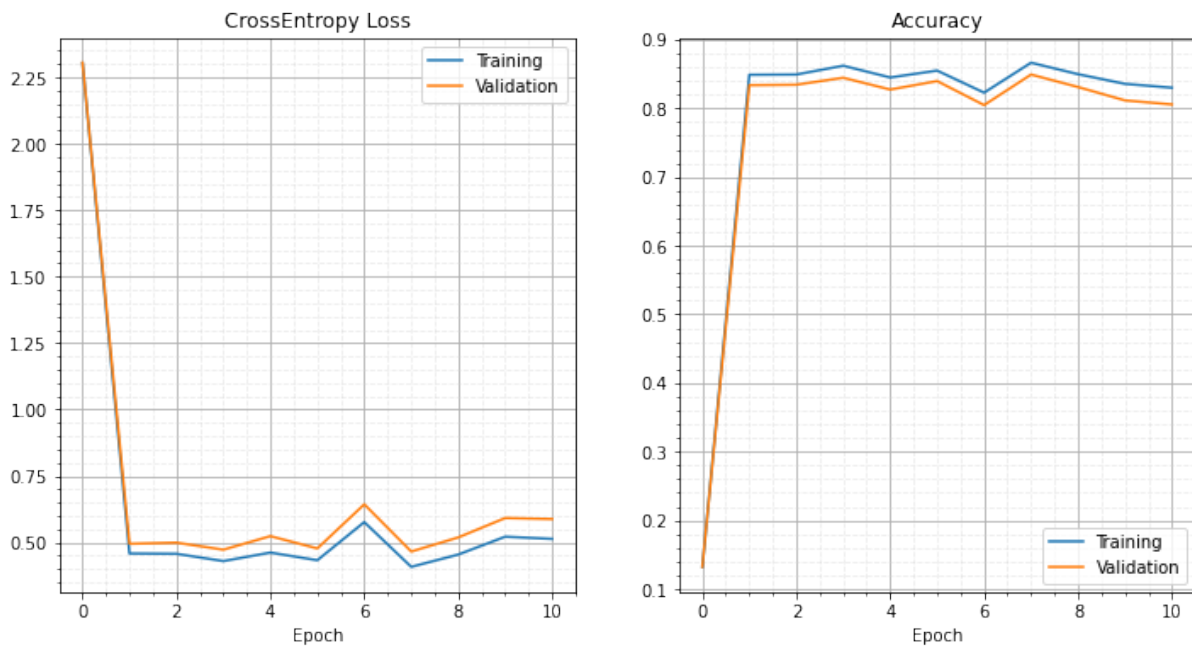 CrossEntropy Loss
Training
Validation
2.25
2.00
1.75
1.50
1.25
1.00
0.75
0.50
0 2 4 6 8 10
Epoch
Accuracy
0.9
0.8
0.7
0.6
0.5
0.4
0.3
0.2
0.1
Training
Validation
0 2 4 6 8 10
Epoch